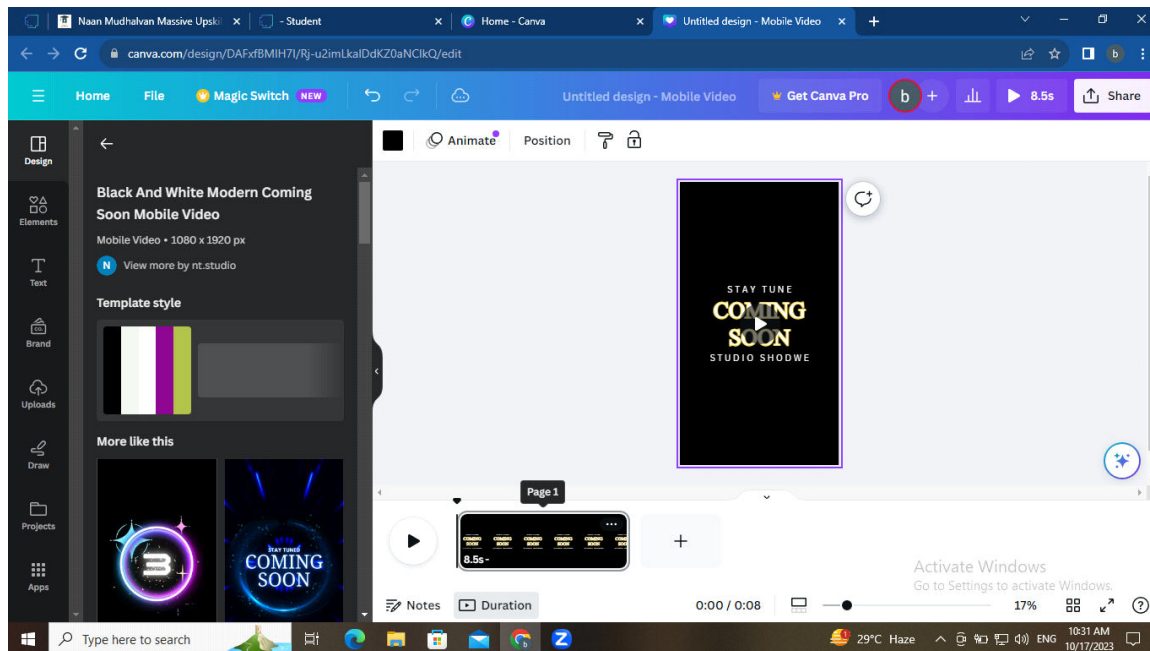 Naan Mudhalvan Massive Upskil
- Student
Home - Canva
Untitled design - Mobile Video
canva.com/design/DAFxfBMIH7I/Rj-u2imLkalDdKZ0aNClkQ/edit
b
Home
File
Magic Switch
NEW
Untitled design - Mobile Video
Get Canva Pro
b
+
8.5s
Share
Design
Elements
Text
Brand
Uploads
Draw
Projects
Apps
Black And White Modern Coming
Soon Mobile Video
Mobile Video • 1080 x 1920 px
N
View more by nt.studio
Template style
More like this
3
STAY TUNED
COMING
SOON
Animate
Position
STAY TUNE
COMING
SOON
STUDIO SHODWE
Page 1
8.5s-
+
Activate Windows
Go to Settings to activate Windows.
Notes
Duration
0:00 / 0:08
17%
Type here to search
29°C Haze
ENG
10:31 AM
10/17/2023